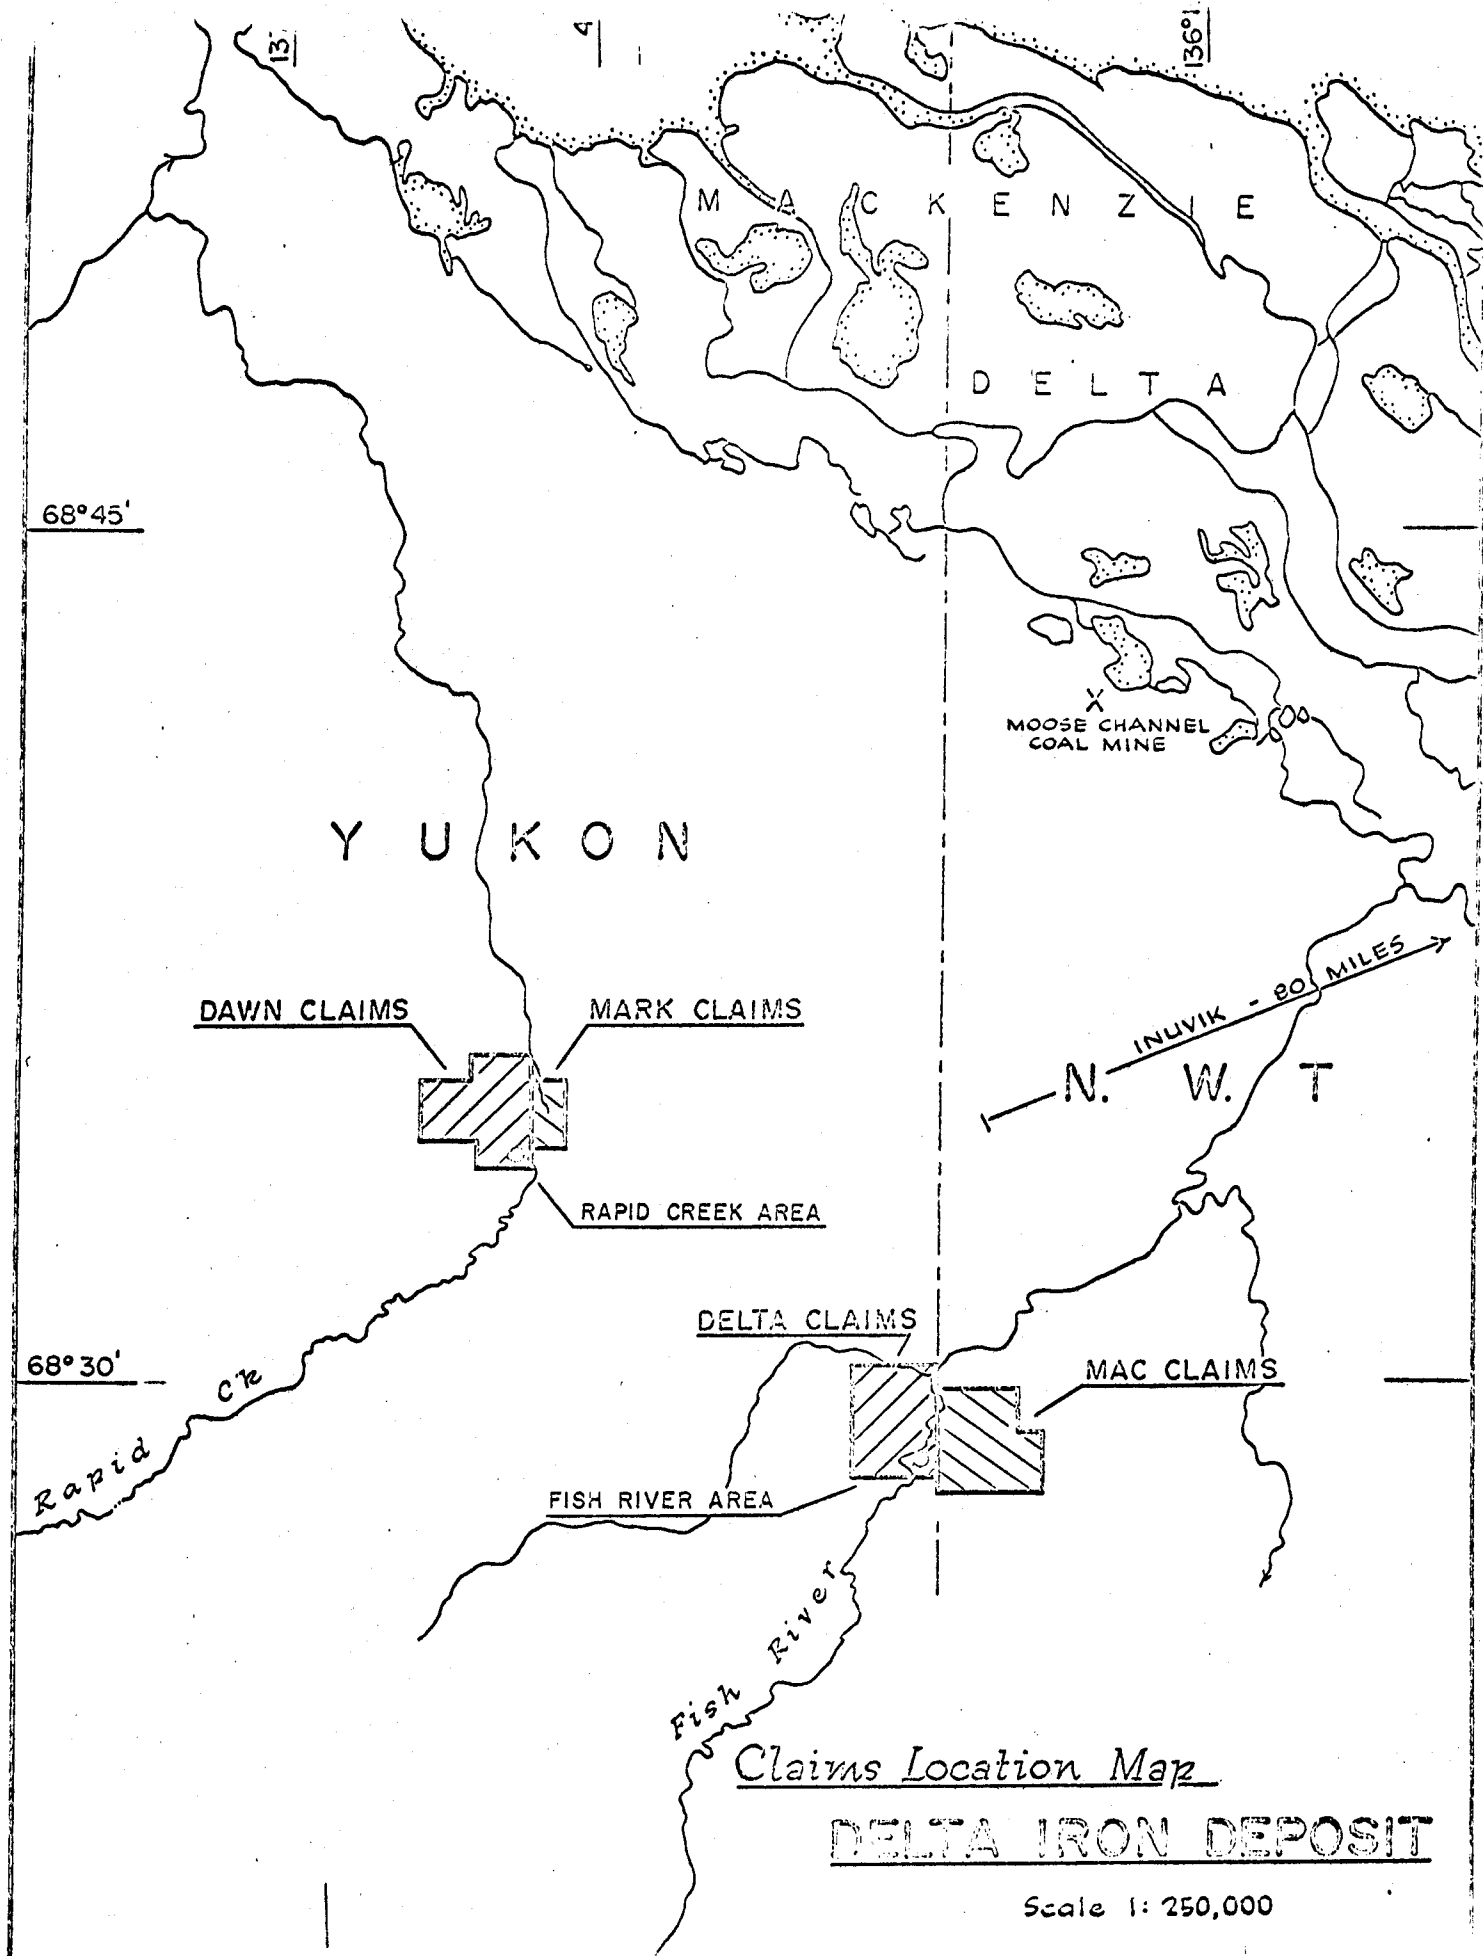 136°
M A C K E N Z I E
D E L T A
68°45'
MOOSE CHANNEL
COAL MINE
Y U K O N
DAWN CLAIMS
MARK CLAIMS
INUVIK - 80 MILES
N. W. T
RAPID CREEK AREA
DELTA CLAIMS
68°30'
MAC CLAIMS
Rapid Ck
FISH RIVER AREA
Fish River
Claims Location Map
DELTA IRON DEPOSIT
Scale 1: 250,000